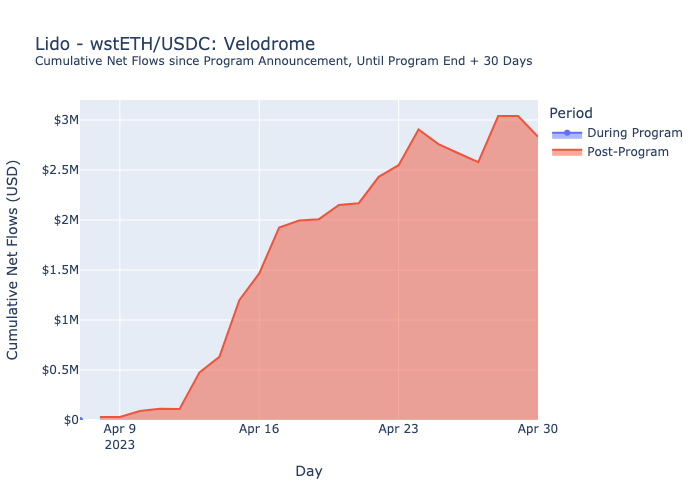 Lido - wstETH/USDC: Velodrome
Cumulative Net Flows since Program Announcement, Until Program End + 30 Days
Period
During Program
Post-Program
Cumulative Net Flows (USD)
$3M
$2.5M
$2M
$1.5M
$1M
$0.5M
$0
Apr 9
2023
Apr 16
Apr 23
Apr 30
Day